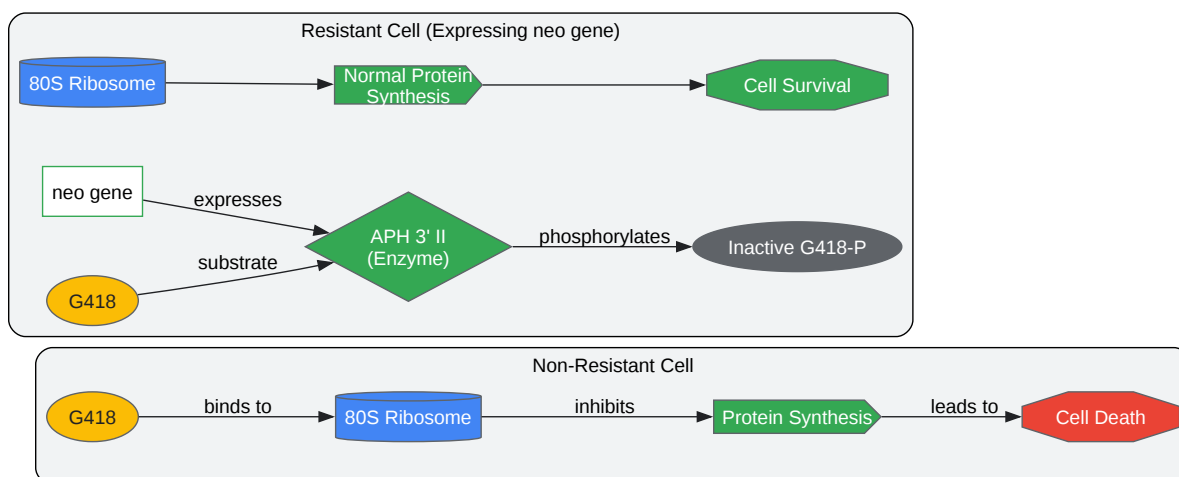 Resistant Cell (Expressing neo gene)
80S Ribosome
Normal Protein
Synthesis
Cell Survival
neo gene
expresses
APH 3' II
(Enzyme)
phosphorylates
Inactive G418-P
substrate
G418
Non-Resistant Cell
G418
binds to
80S Ribosome
inhibits
Protein Synthesis
leads to
Cell Death